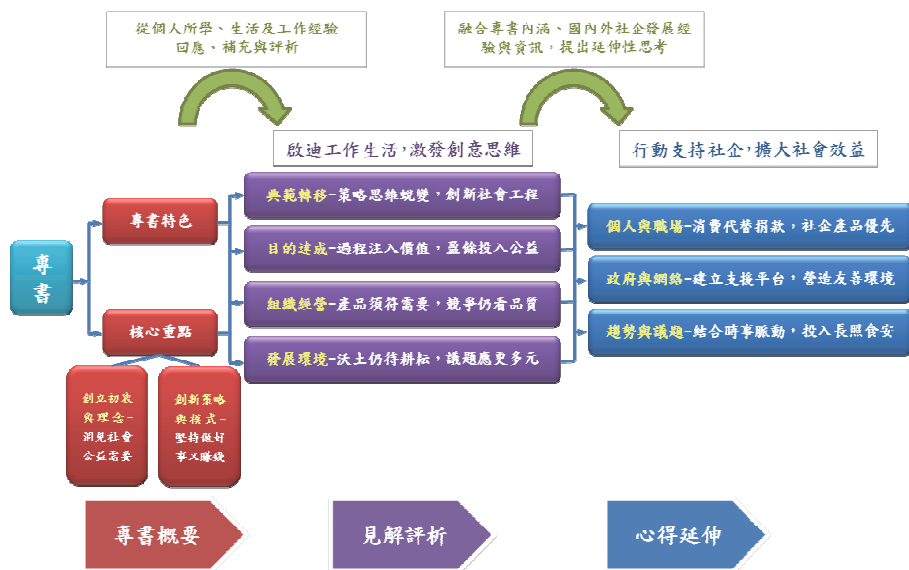 從個人所學、生活及工作經驗
回應、補充與評析
融合專書內涵、國內外社企發展經
驗與資訊，提出延伸性思考
啟迪工作生活，激發創意思維
行動支持社企，擴大社會效益
專
書
專書特色
核心重點
創立初衷
與理念-
洞見社會
公益需要
創新策略
與模式-
堅持做好
事又賺錢
典範轉移-策略思維蛻變，創新社會工程
目的達成-過程注入價值，盈餘投入公益
組織經營-產品須符需要，競爭仍看品質
發展環境-沃土仍待耕耘，議題應更多元
個人與職場-消費代替捐款，社企產品優先
政府與網絡-建立支援平台，營造友善環境
趨勢與議題-結合時事脈動，投入長照食安
專書概要
見解評析
心得延伸